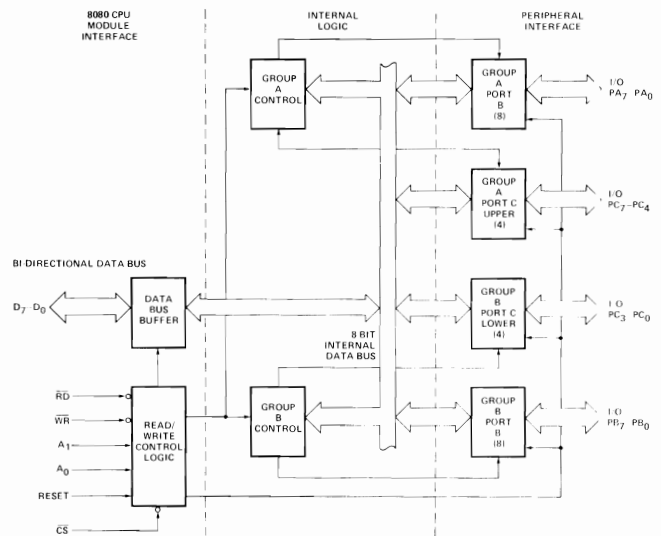 8080 CPU
MODULE
INTERFACE
INTERNAL
LOGIC
PERIPHERAL
INTERFACE
GROUP
A
CONTROL
GROUP
A
PORT
B
(8)
I/O
PA7 PA0
GROUP
A
PORT C
UPPER
(4)
I/O
PC7-PC4
BI-DIRECTIONAL DATA BUS
D7-D0
DATA
BUS
BUFFER
GROUP
B
PORT C
LOWER
(4)
I/O
PC3 PC0
8 BIT
INTERNAL
DATA BUS
RD
WR
A1
A0
RESET
CS
READ/
WRITE
CONTROL
LOGIC
GROUP
B
CONTROL
GROUP
B
PORT
B
(8)
I/O
PB7 PB0